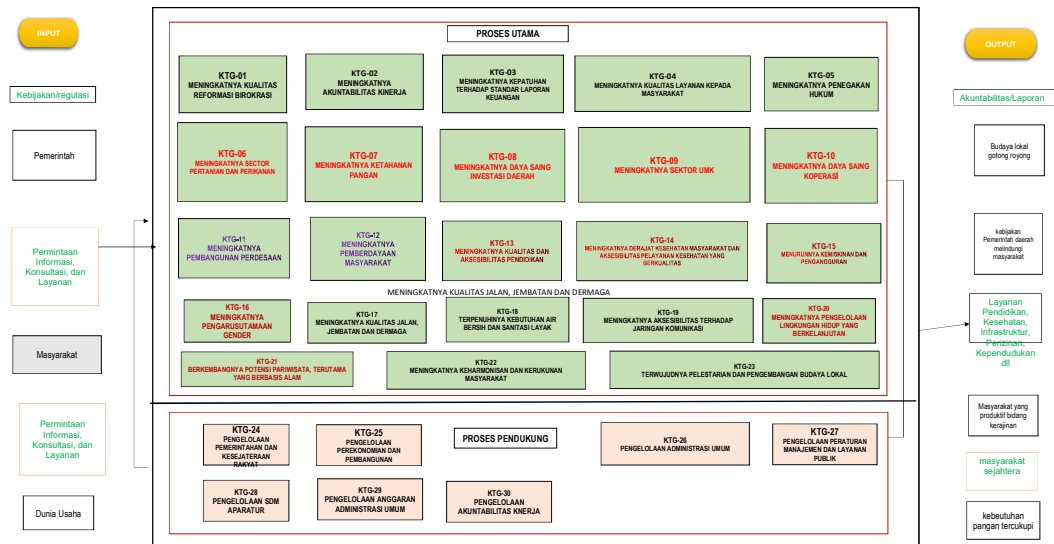 INPUT
Kebijakan/regulasi
Pemerintah
Permintaan
Informasi,
Konsultasi, dan
Layanan
Masyarakat
Permintaan
Informasi,
Konsultasi, dan
Layanan
Dunia Usaha
PROSES UTAMA
KTG-01
MENINGKATNYA KUALITAS
REFORMASI BIROKRASI
KTG-02
MENINGKATNYA
AKUNTABILITAS KINERJA
KTG-03
MENINGKATNYA KEPATUHAN
TERHADAP STANDAR LAPORAN
KEUANGAN
KTG-04
MENINGKATNYA KUALITAS LAYANAN KEPADA
MASYARAKAT
KTG-05
MENINGKATNYA PENEGAKAN
HUKUM
KTG-06
MENINGKATNYA SECTOR
PERTANIAN DAN PERIKANAN
KTG-07
MENINGKATNYA KETAHANAN
PANGAN
KTG-08
MENINGKATNYA DAYA SAING
INVESTASI DAERAH
KTG-09
MENINGKATNYA SEKTOR UMK
KTG-10
MENINGKATNYA DAYA SAING
KOPERASI
KTG-11
MENINGKATNYA
PEMBANGUNAN PERDESAAN
KTG-12
MENINGKATNYA
PEMBERDAYAAN
MASYARAKAT
KTG-13
MENINGKATNYA KUALITAS DAN
AKSESIBILITAS PENDIDIKAN
KTG-14
MENINGKATNYA DERAJAT KESEHATAN MASYARAKAT DAN
AKSESIBILITAS PELAYANAN KESEHATAN YANG
BERKUALITAS
KTG-15
MENURUNNYA KEMISKINAN DAN
PENGANGGURAN
MENINGKATNYA KUALITAS JALAN, JEMBATAN DAN DERMAGA
KTG-16
MENINGKATNYA
PENGARUSUTAMAAN
GENDER
KTG-17
MENINGKATNYA KUALITAS JALAN,
JEMBATAN DAN DERMAGA
KTG-18
TERPENUHINYA KEBUTUHAN AIR
BERSIH DAN SANITASI LAYAK
KTG-19
MENINGKATNYA AKSESIBILITAS TERHADAP
JARINGAN KOMUNIKASI
KTG-20
MENINGKATNYA PENGELOLAAN
LINGKUNGAN HIDUP YANG
BERKELANJUTAN
KTG-21
BERKEMBANGNYA POTENSI PARIWISATA, TERUTAMA
YANG BERBASIS ALAM
KTG-22
MENINGKATNYA KEHARMONISAN DAN KERUKUNAN
MASYARAKAT
KTG-23
TERWUJUDNYA PELESTARIAN DAN PENGEMBANGAN BUDAYA LOKAL
KTG-24
PENGELOLAAN
PEMERINTAHAN DAN
KESEJATERAAN
RAKYAT
KTG-25
PENGELOLAAN
PEREKONOMIAN DAN
PEMBANGUNAN
PROSES PENDUKUNG
KTG-26
PENGELOLAAN ADMINISTRASI UMUM
KTG-27
PENGELOLAAN PERATURAN
MANAJEMEN DAN LAYANAN
PUBLIK
KTG-28
PENGELOLAAN SDM
APARATUR
KTG-29
PENGELOLAAN ANGGARAN
ADMINISTRASI UMUM
KTG-30
PENGELOLAAN
AKUNTABILITAS KNERJA
OUTPUT
Akuntabilitas/Laporan
Budaya lokal
gotong royong
kebijakan
Pemerintah daerah
melindungi
masyarakat
Layanan
Pendidikan,
Kesehatan,
Infrastruktur,
Perizinan,
Kependudukan
dll
Masyarakat yang
produktif bidang
kerajinan
masyarakat
sejahtera
kebeutuhan
pangan tercukupi